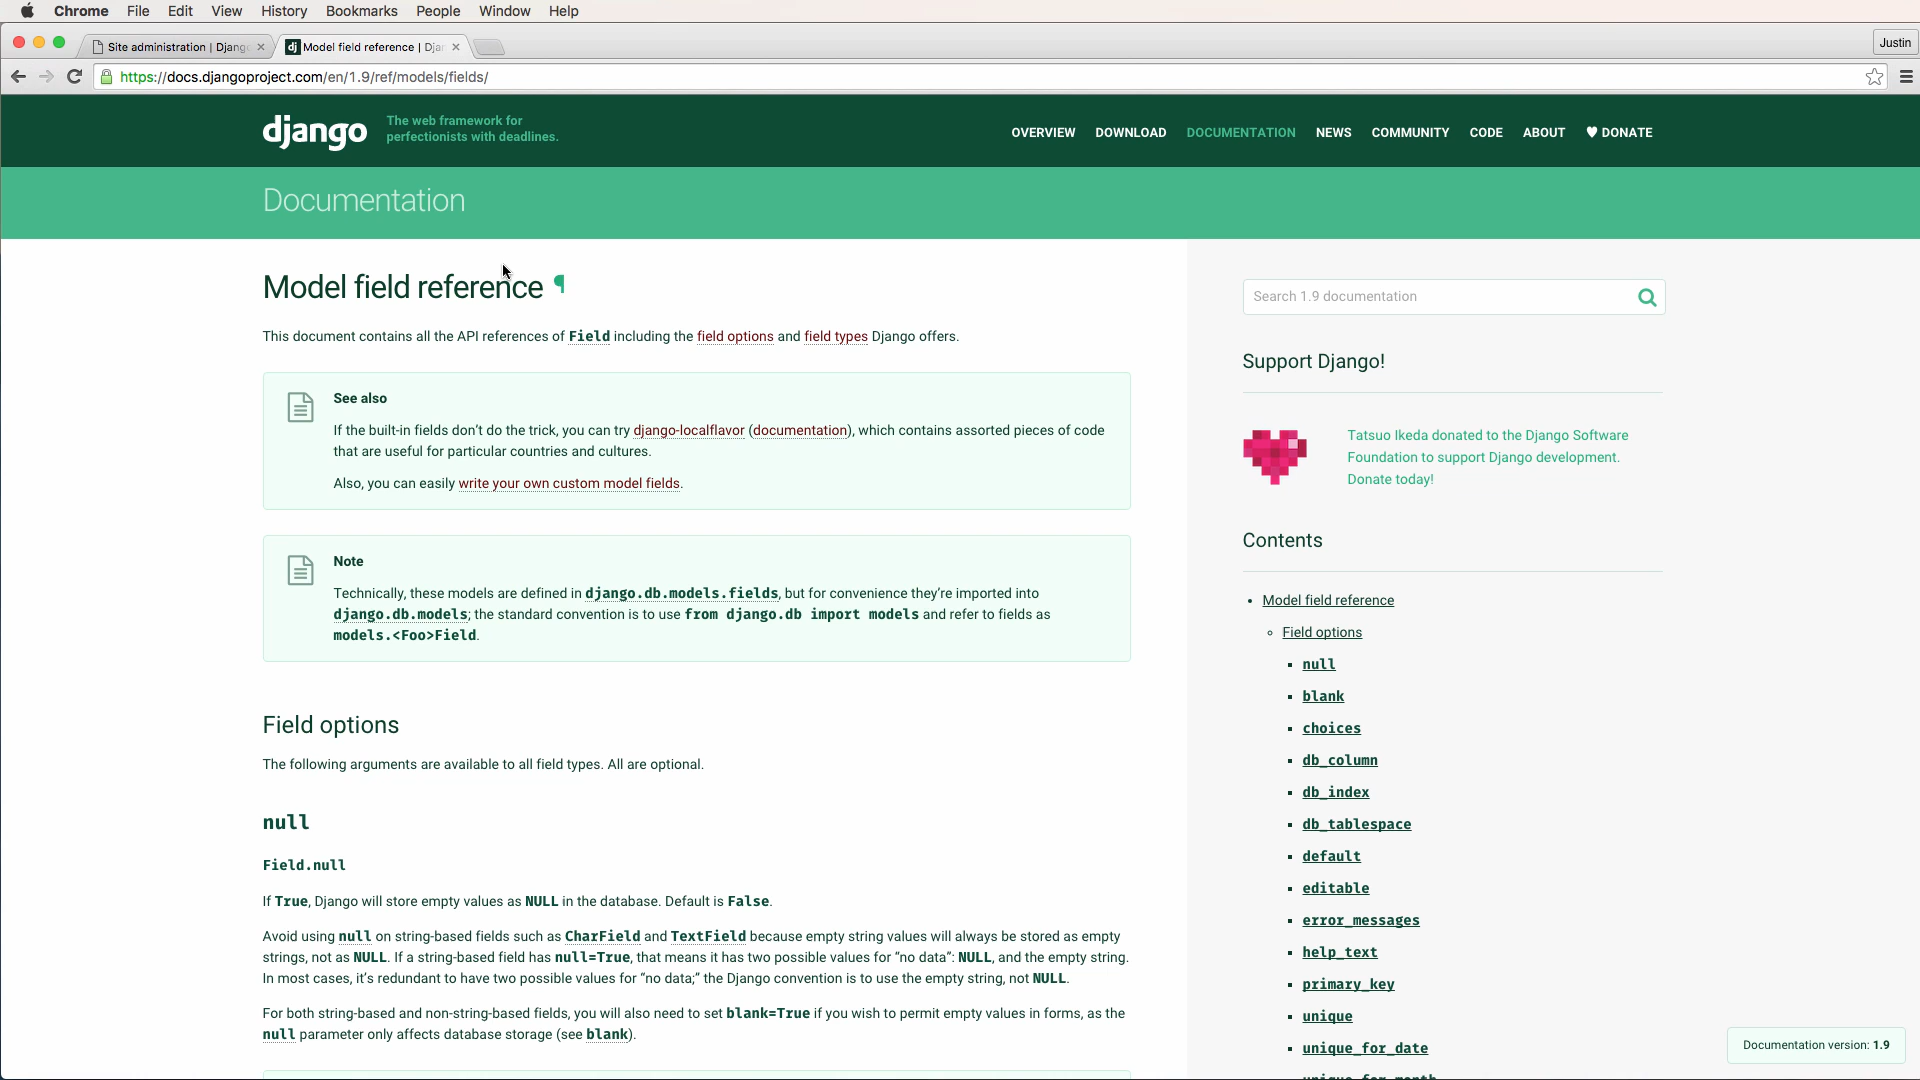 Chrome File Edit View History Bookmarks People Window Help
Site administration | Django
Model field reference | Djan
Justin
https://docs.djangoproject.com/en/1.9/ref/models/fields/
django
The web framework for
perfectionists with deadlines.
OVERVIEW DOWNLOAD DOCUMENTATION NEWS COMMUNITY CODE ABOUT ♥ DONATE
Documentation
Model field reference ¶
This document contains all the API references of Field including the field options and field types Django offers.
See also
If the built-in fields don’t do the trick, you can try django-localflavor (documentation), which contains assorted pieces of code
that are useful for particular countries and cultures.
Also, you can easily write your own custom model fields.
Note
Technically, these models are defined in django.db.models.fields, but for convenience they’re imported into
django.db.models; the standard convention is to use from django.db import models and refer to fields as
models.<Foo>Field.
Field options
The following arguments are available to all field types. All are optional.
null
Field.null
If True, Django will store empty values as NULL in the database. Default is False.
Avoid using null on string-based fields such as CharField and TextField because empty string values will always be stored as empty
strings, not as NULL. If a string-based field has null=True, that means it has two possible values for “no data”: NULL, and the empty string.
In most cases, it’s redundant to have two possible values for “no data;” the Django convention is to use the empty string, not NULL.
For both string-based and non-string-based fields, you will also need to set blank=True if you wish to permit empty values in forms, as the
null parameter only affects database storage (see blank).
Search 1.9 documentation
Support Django!
Tatsuo Ikeda donated to the Django Software
Foundation to support Django development.
Donate today!
Contents
Model field reference
Field options
null
blank
choices
db_column
db_index
db_tablespace
default
editable
error_messages
help_text
primary_key
unique
unique_for_date
unique_for_month
Documentation version: 1.9